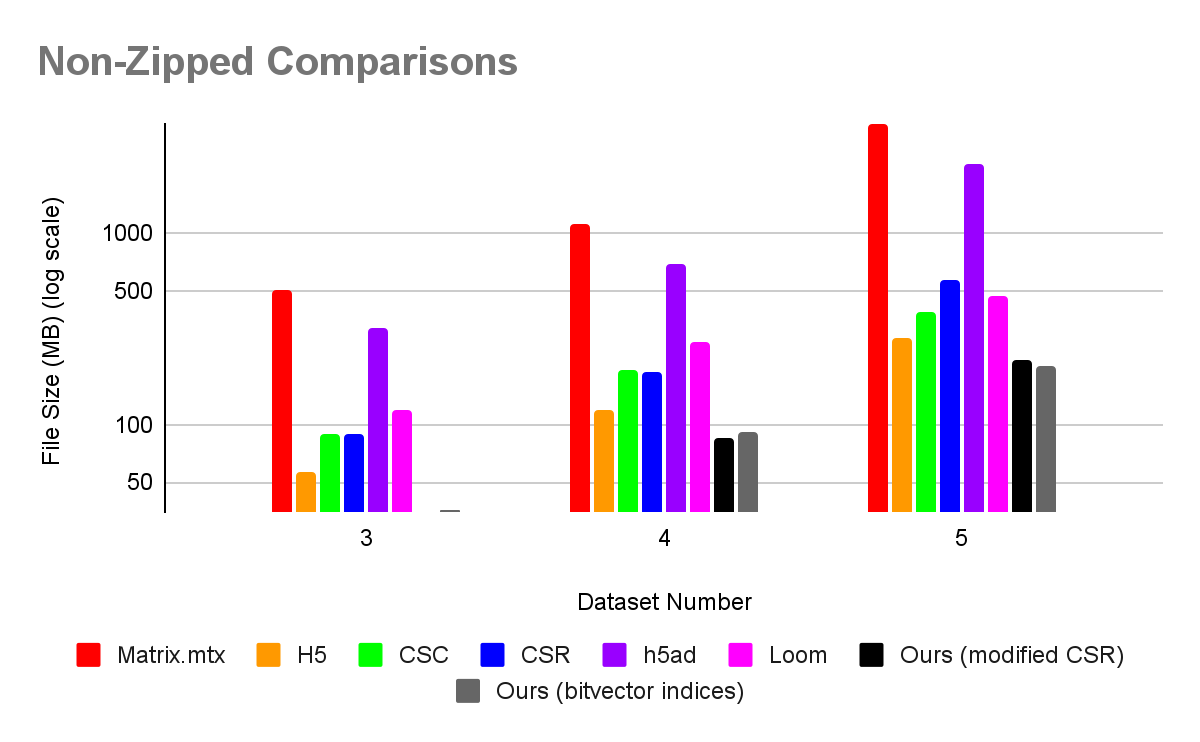 Non-Zipped Comparisons
File Size (MB) (log scale)
1000
500
100
50
3 4 5
Dataset Number
Matrix.mtx H5 CSC CSR h5ad Loom Ours (modified CSR)
Ours (bitvector indices)